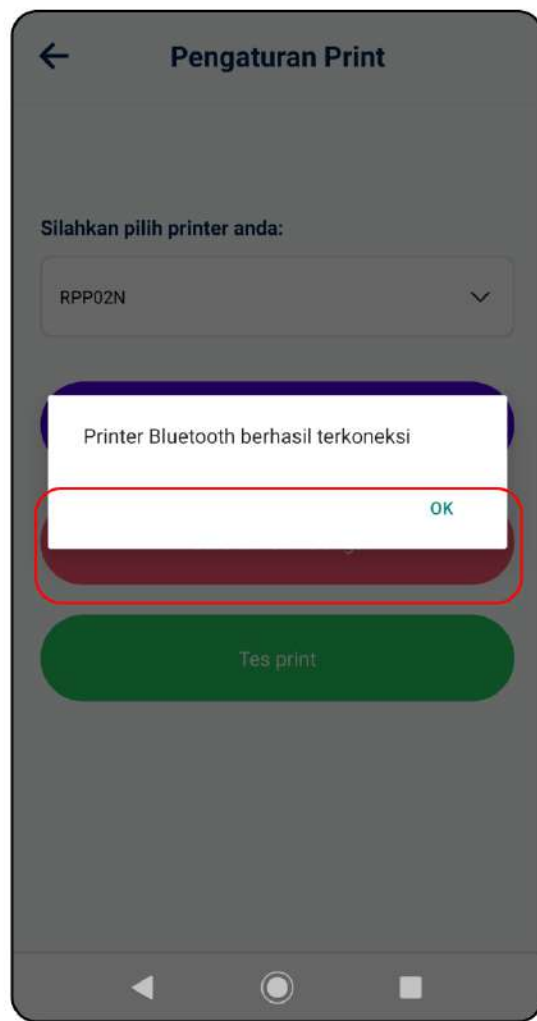 Pengaturan Print
Silahkan pilih printer anda:
RPP02N
Printer Bluetooth berhasil terkoneksi
OK
Tes print